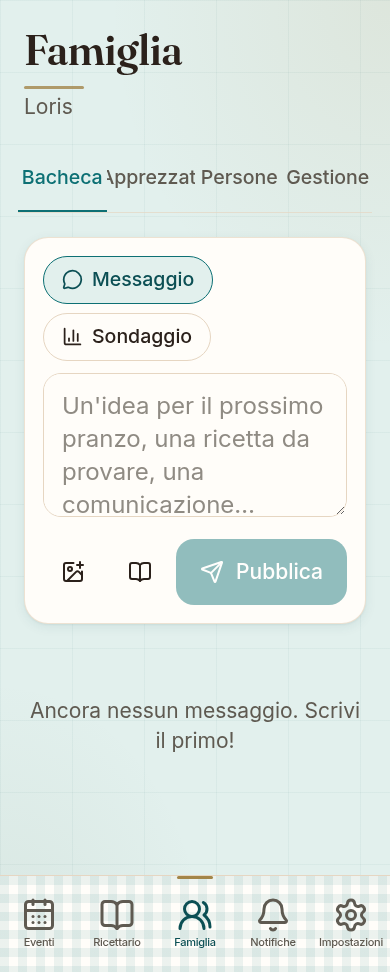 Famiglia
Loris
Bacheca Apprezzat Persone Gestione
Messaggio
Sondaggio
Un'idea per il prossimo
pranzo, una ricetta da
provare, una
comunicazione...
Pubblica
Ancora nessun messaggio. Scrivi
il primo!
Eventi Ricettario Famiglia Notifiche Impostazioni